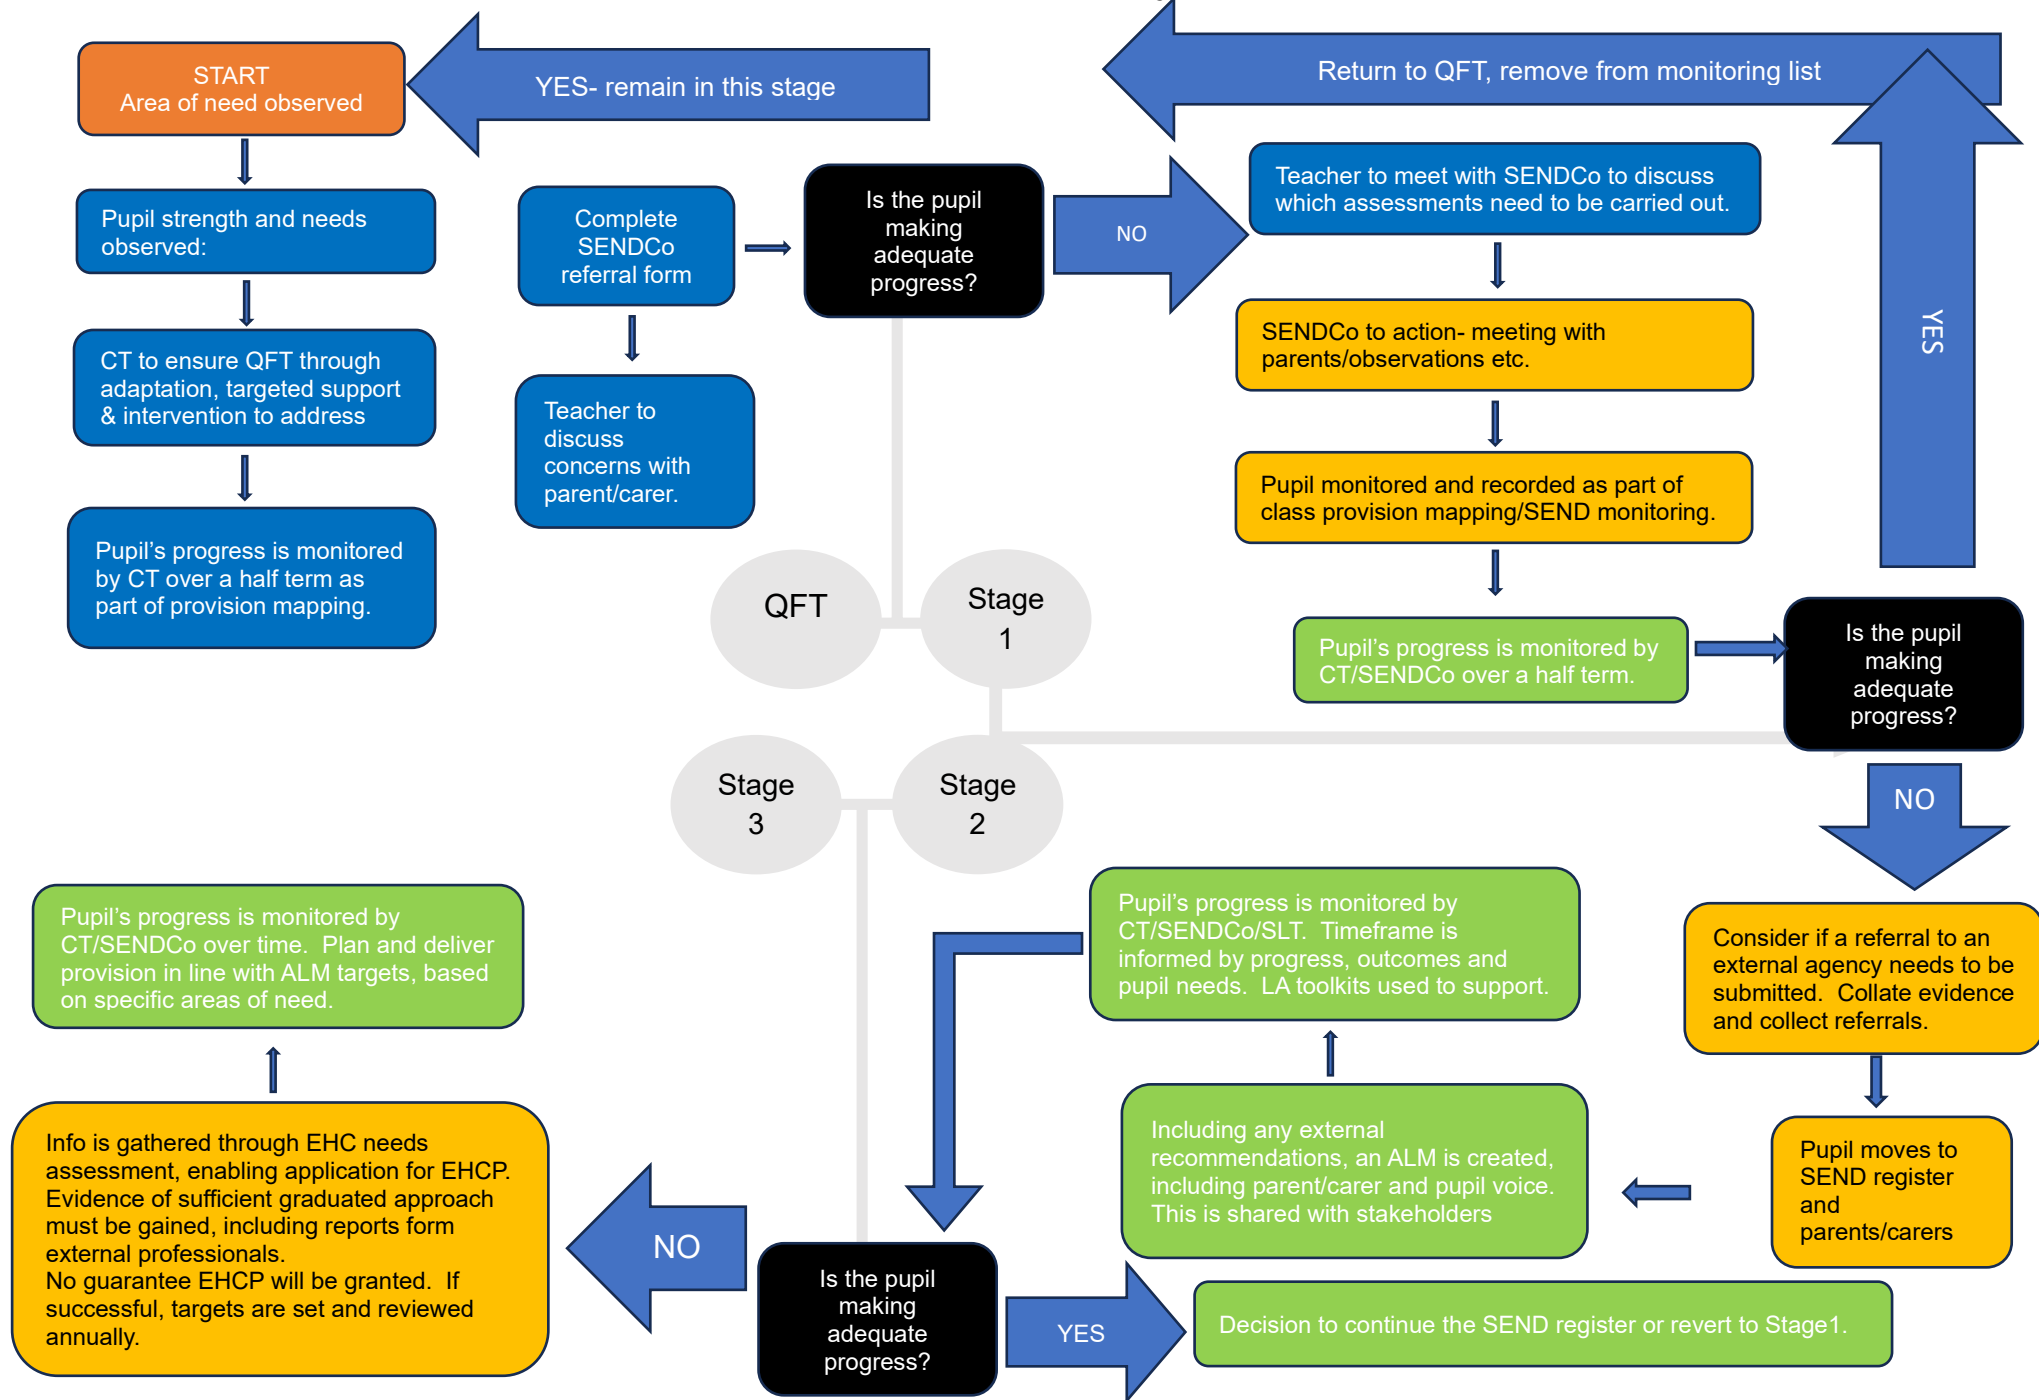 START
Area of need observed
YES- remain in this stage
Return to QFT, remove from monitoring list
Pupil strength and needs
observed:
CT to ensure QFT through
adaptation, targeted support
& intervention to address
Pupil's progress is monitored
by CT over a half term as
part of provision mapping.
Complete
SENDCo
referral form
Teacher to
discuss
concerns with
parent/carer.
Is the pupil
making
adequate
progress?
NO
Teacher to meet with SENDCo to discuss
which assessments need to be carried out.
SENDCo to action- meeting with
parents/observations etc.
Pupil monitored and recorded as part of
class provision mapping/SEND monitoring.
Pupil's progress is monitored by
CT/SENDCo over a half term.
YES
Is the pupil
making
adequate
progress?
QFT
Stage
1
Stage
3
Stage
2
NO
Consider if a referral to an
external agency needs to be
submitted.  Collate evidence
and collect referrals.
Pupil moves to
SEND register
and
parents/carers
Including any external
recommendations, an ALM is created,
including parent/carer and pupil voice.
This is shared with stakeholders
Pupil's progress is monitored by
CT/SENDCo/SLT.  Timeframe is
informed by progress, outcomes and
pupil needs.  LA toolkits used to support.
Is the pupil
making
adequate
progress?
YES
Decision to continue the SEND register or revert to Stage1.
NO
Info is gathered through EHC needs
assessment, enabling application for EHCP.
Evidence of sufficient graduated approach
must be gained, including reports form
external professionals.
No guarantee EHCP will be granted.  If
successful, targets are set and reviewed
annually.
Pupil's progress is monitored by
CT/SENDCo over time.  Plan and deliver
provision in line with ALM targets, based
on specific areas of need.